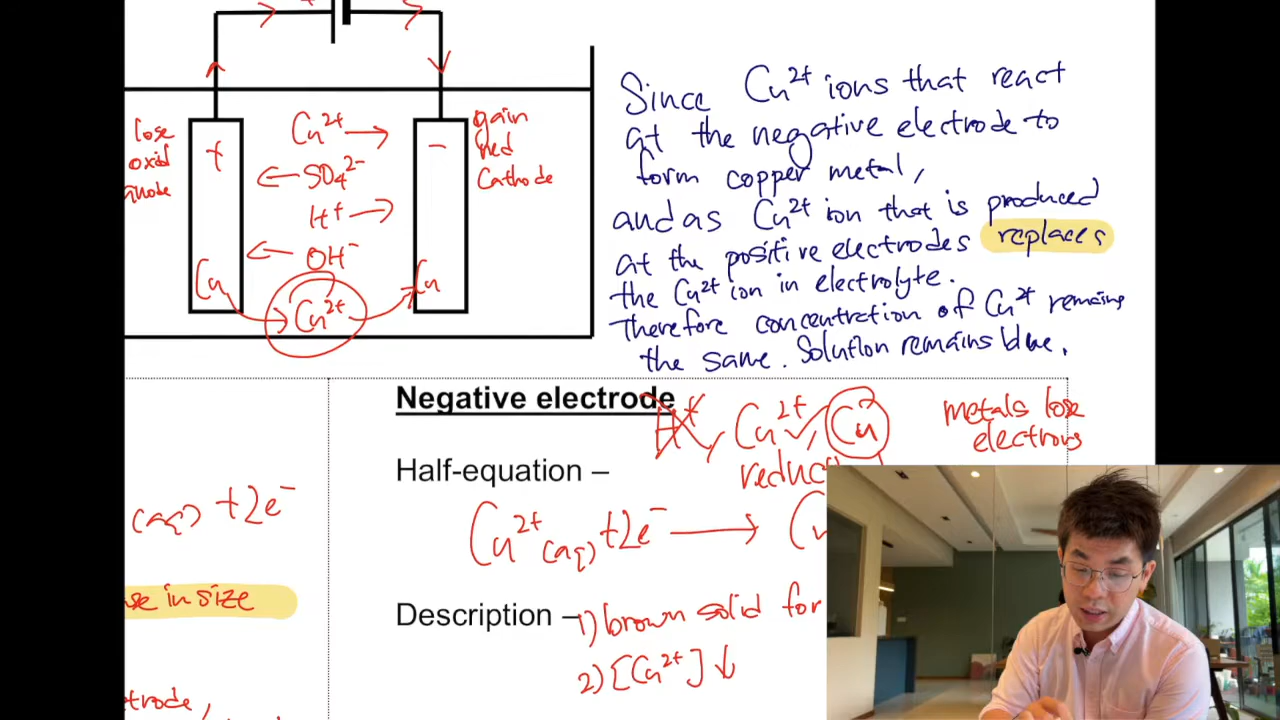 +
Since Cu²⁺ ions that react
at the negative electrode to
form copper metal,
and as Cu²⁺ ion that is produced
at the positive electrodes replaces
the Cu²⁺ ion in electrolyte.
Therefore concentration of Cu²⁺ remains
the same. Solution remains blue.
lose
oxid
anode
+
Cu²⁺ →
← SO₄²⁻
H⁺ →
← OH⁻
Cu
→ Cu²⁺ →
−
Cu
gain
red
Cathode
(aq) + 2e⁻
in size
Negative electrode
H⁺, Cu²⁺ ✓, Cu
metals lose
electrons
Half-equation –
Cu²⁺(aq) + 2e⁻ →
Description –
1) brown solid
2) [Cu²⁺] ↓